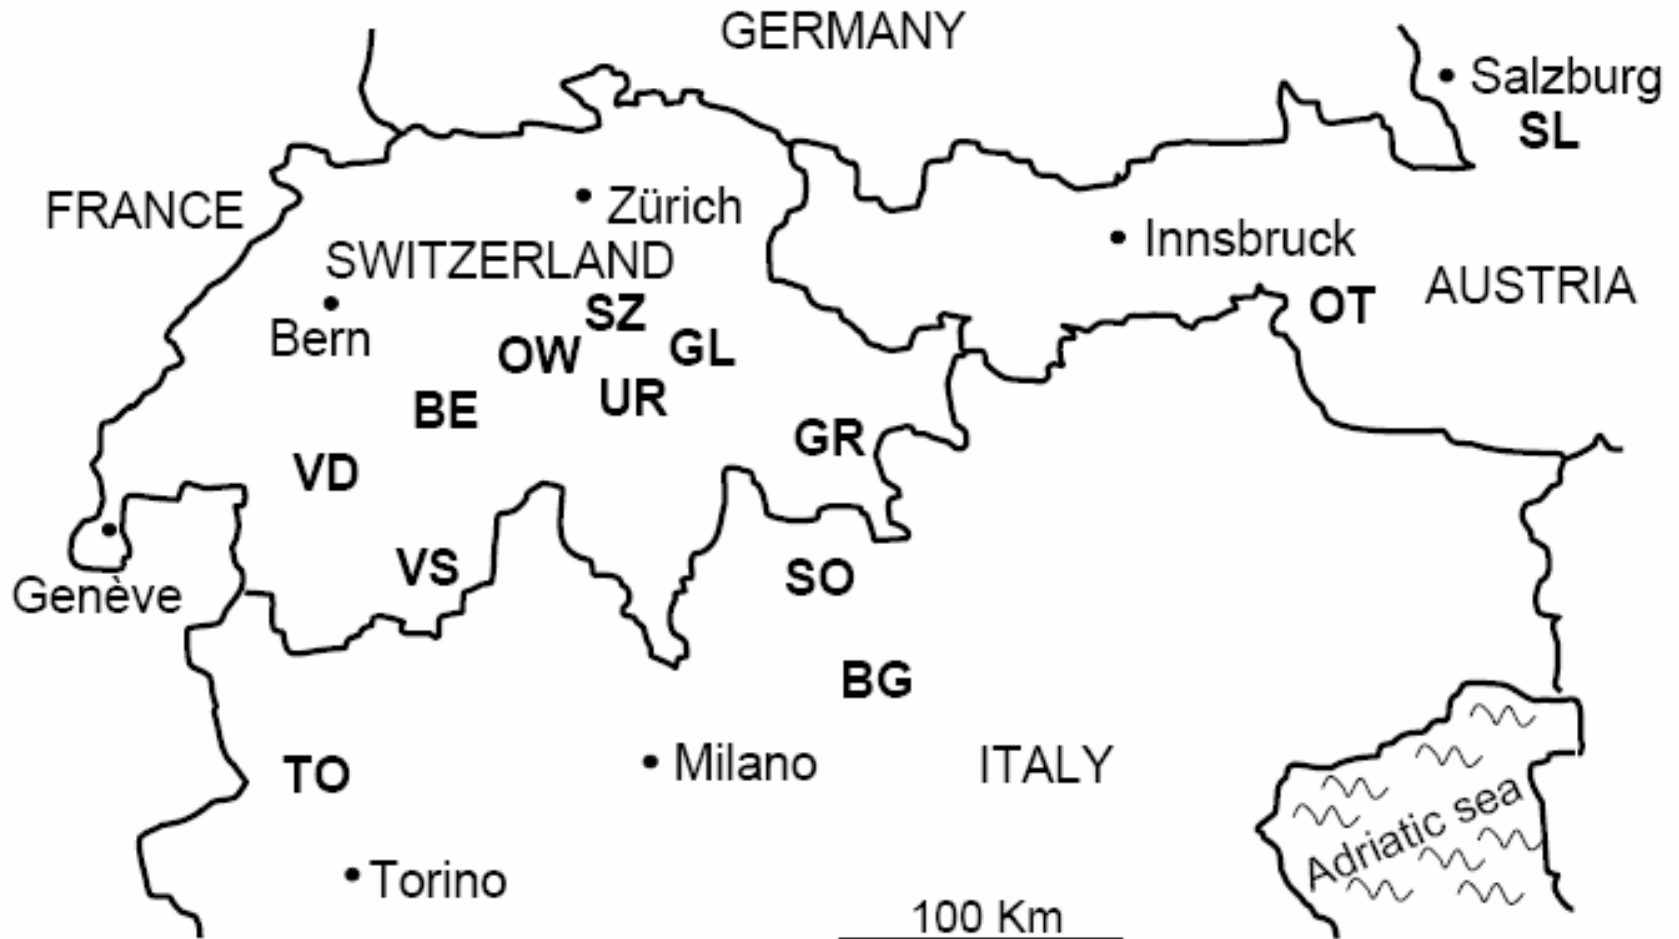 GERMANY
Salzburg
SL
FRANCE
Zürich
Innsbruck
SWITZERLAND
AUSTRIA
SZ
OT
Bern
OW
GL
UR
BE
GR
VD
VS
SO
Genève
BG
Milano
ITALY
TO
Adriatic sea
Torino
100 Km